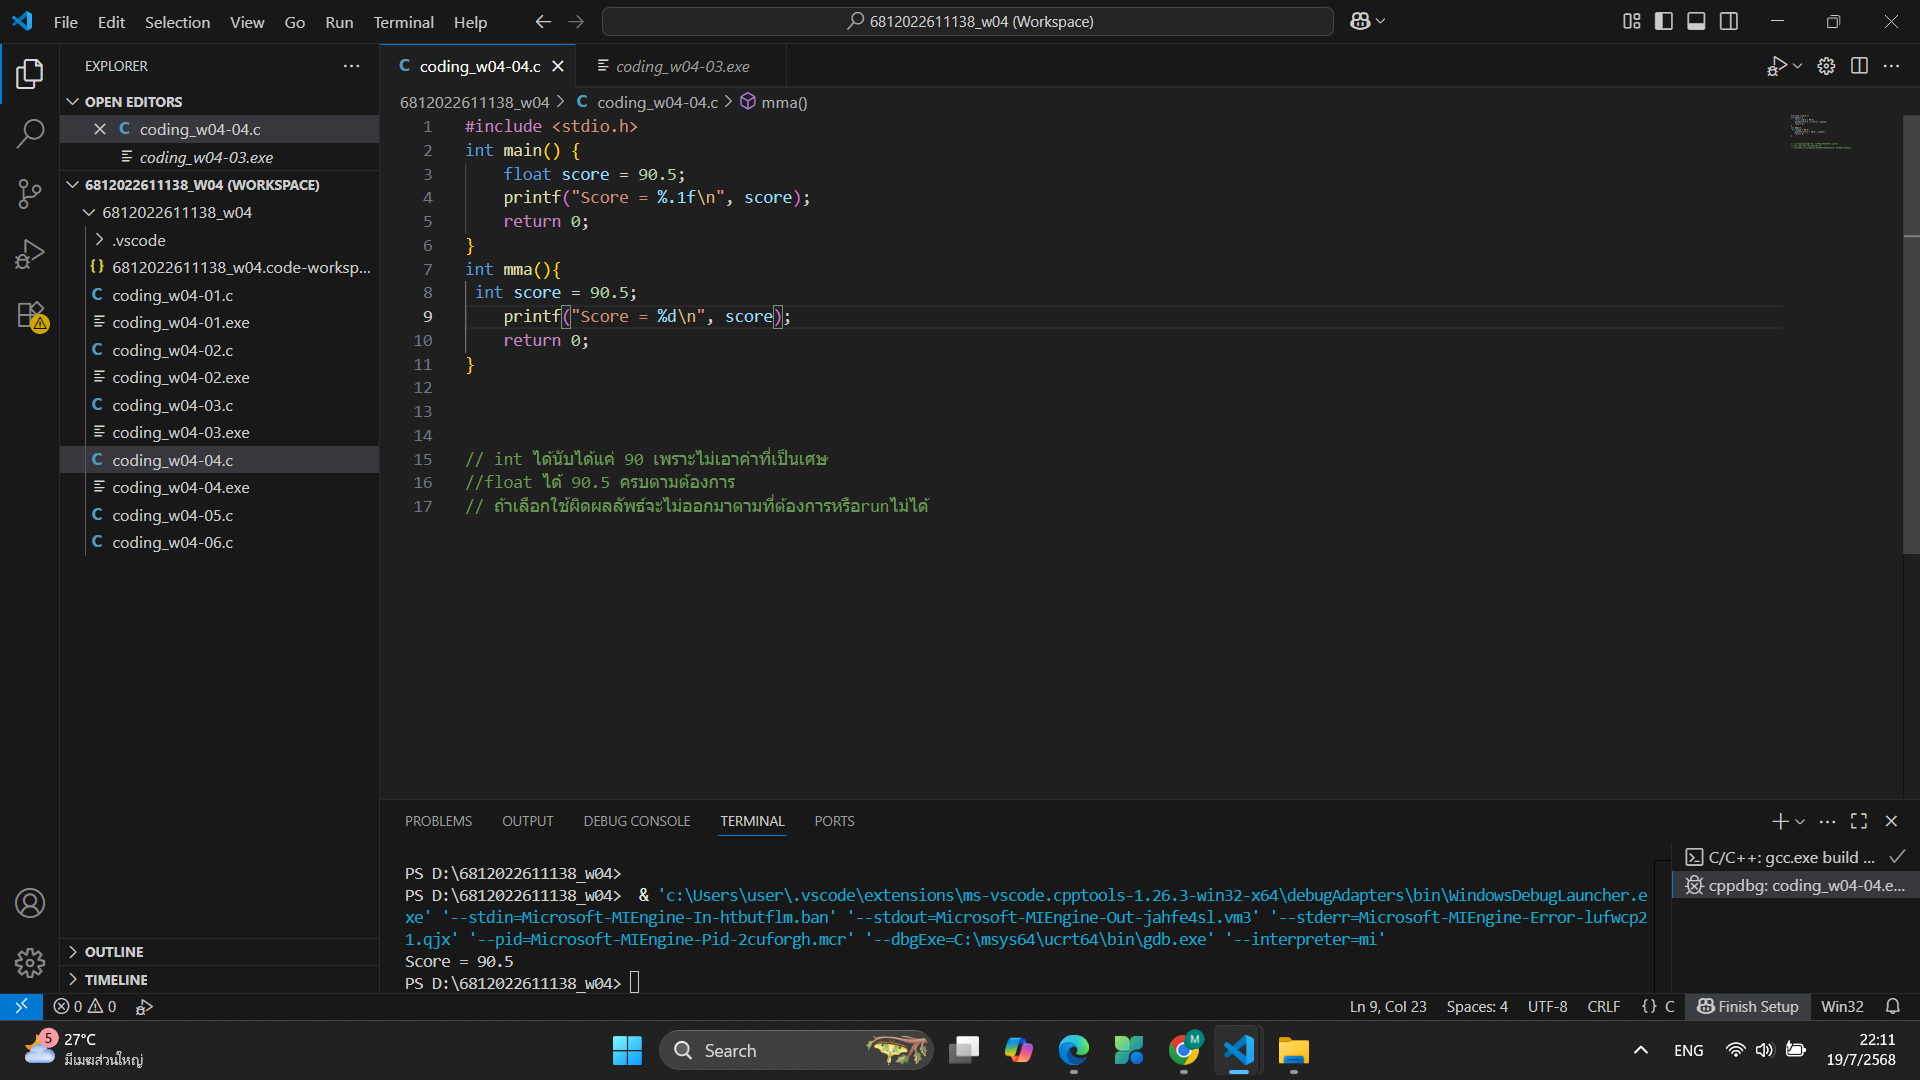 File Edit Selection View Go Run Terminal Help
6812022611138_w04 (Workspace)
EXPLORER
OPEN EDITORS
coding_w04-04.c
coding_w04-03.exe
6812022611138_W04 (WORKSPACE)
6812022611138_w04
.vscode
6812022611138_w04.code-worksp...
coding_w04-01.c
coding_w04-01.exe
coding_w04-02.c
coding_w04-02.exe
coding_w04-03.c
coding_w04-03.exe
coding_w04-04.c
coding_w04-04.exe
coding_w04-05.c
coding_w04-06.c
OUTLINE
TIMELINE
coding_w04-04.c coding_w04-03.exe
6812022611138_w04 > C coding_w04-04.c > mma()
1 #include <stdio.h>
2 int main() {
3 float score = 90.5;
4 printf("Score = %.1f\n", score);
5 return 0;
6 }
7 int mma(){
8 int score = 90.5;
9 printf("Score = %d\n", score);
10 return 0;
11 }
12
13
14
15 // int ได้นับได้แค่ 90 เพราะไม่เอาค่าที่เป็นเศษ
16 //float ได้ 90.5 ครบตามต้องการ
17 // ถ้าเลือกใช้ผิดผลลัพธ์จะไม่ออกมาตามที่ต้องการหรือrunไม่ได้
PROBLEMS OUTPUT DEBUG CONSOLE TERMINAL PORTS
PS D:\6812022611138_w04>
PS D:\6812022611138_w04> & 'c:\Users\user\.vscode\extensions\ms-vscode.cpptools-1.26.3-win32-x64\debugAdapters\bin\WindowsDebugLauncher.e
xe' '--stdin=Microsoft-MIEngine-In-htbutflm.ban' '--stdout=Microsoft-MIEngine-Out-jahfe4sl.vm3' '--stderr=Microsoft-MIEngine-Error-lufwcp2
1.qjx' '--pid=Microsoft-MIEngine-Pid-2cuforgh.mcr' '--dbgExe=C:\msys64\ucrt64\bin\gdb.exe' '--interpreter=mi'
Score = 90.5
PS D:\6812022611138_w04>
C/C++: gcc.exe build ...
cppdbg: coding_w04-04.e...
0 0
Ln 9, Col 23 Spaces: 4 UTF-8 CRLF {} C Finish Setup Win32
5 27°C
มีเมฆส่วนใหญ่
Search
M
ENG
22:11
19/7/2568